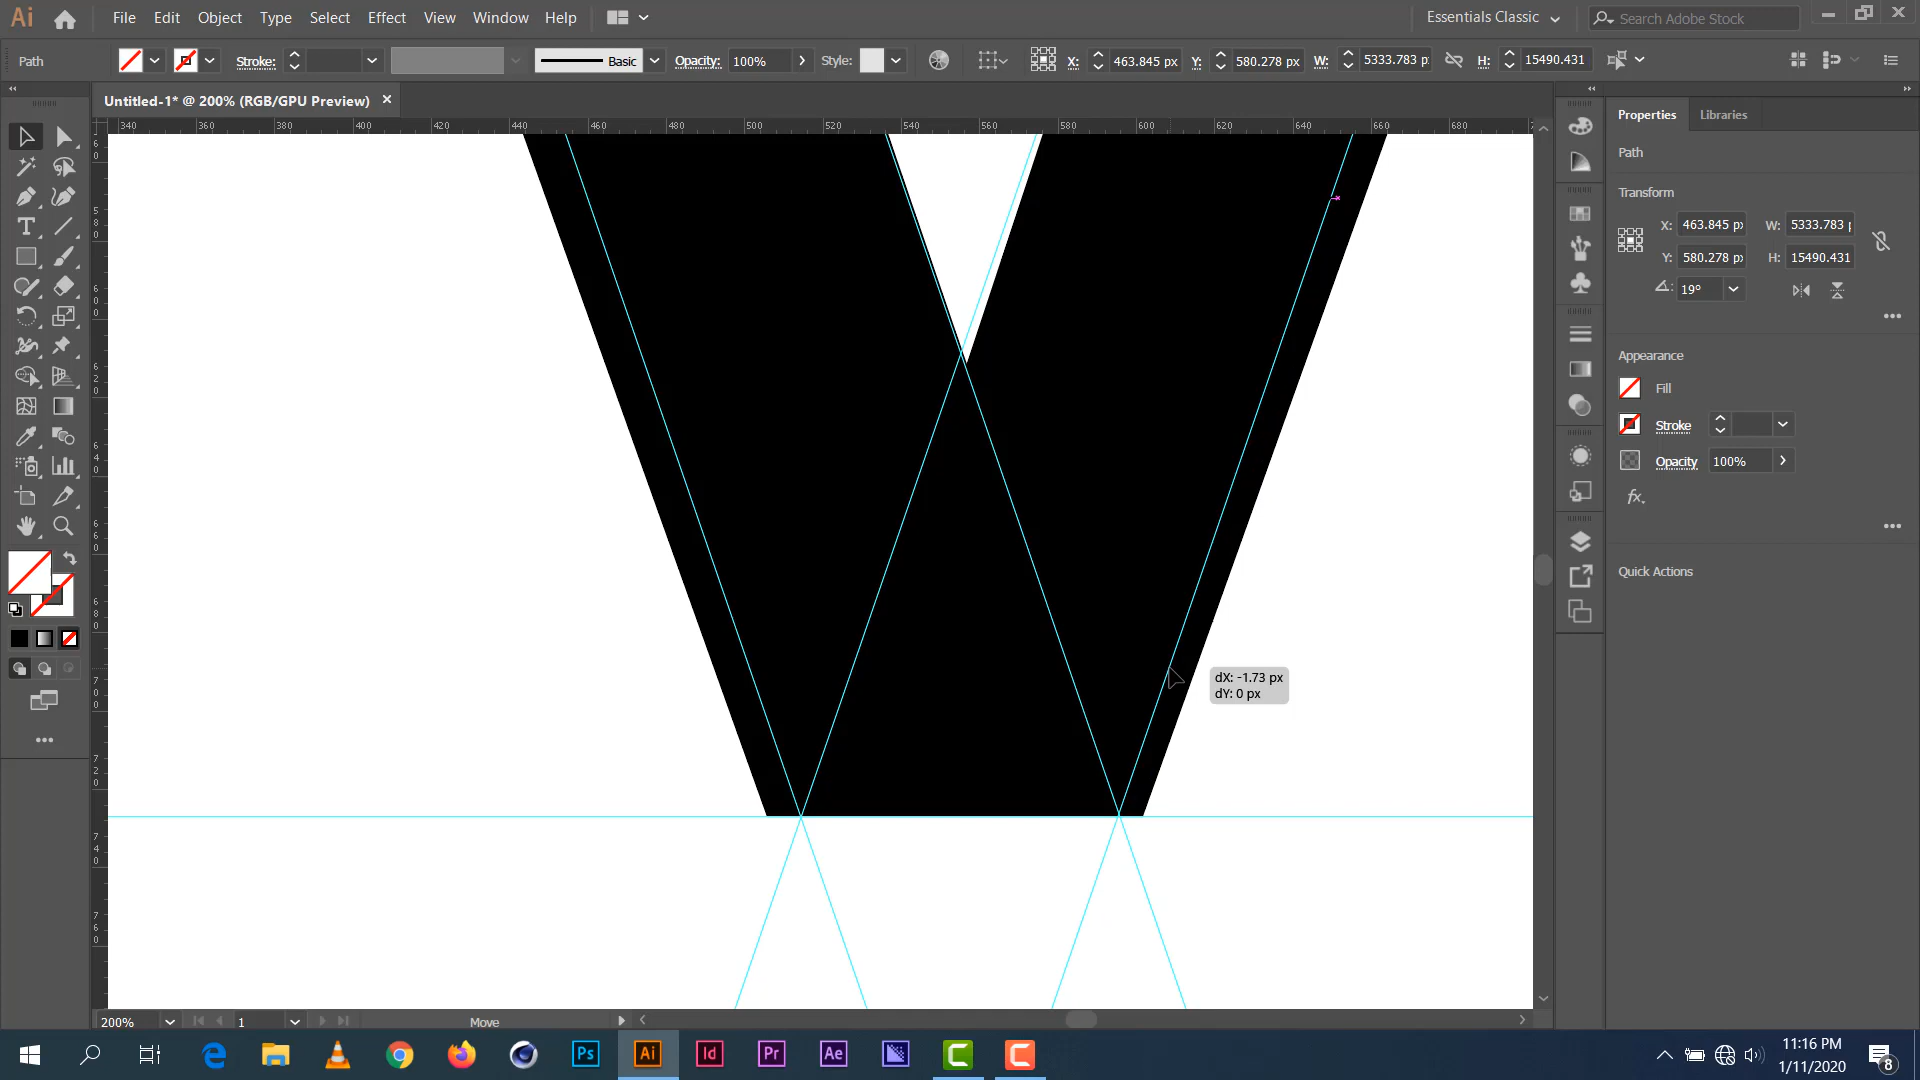 Ai File Edit Object Type Select Effect View Window Help Essentials Classic Search Adobe Stock
Path Stroke: Basic Opacity: 100% Style: X: 463.845 px Y: 580.278 px W: 5333.783 p H: 15490.431
Untitled-1* @ 200% (RGB/GPU Preview)
340 360 380 400 420 440 460 480 500 520 540 560 580 600 620 640 660 680
Properties Libraries
Path
Transform
X: 463.845 px W: 5333.783
Y: 580.278 px H: 15490.431
19°
Appearance
Fill
Stroke
Opacity 100%
fx.
Quick Actions
dX: -1.73 px
dY: 0 px
200% 1 Move
Ps Ai Id Pr Ae
11:16 PM
1/11/2020
8